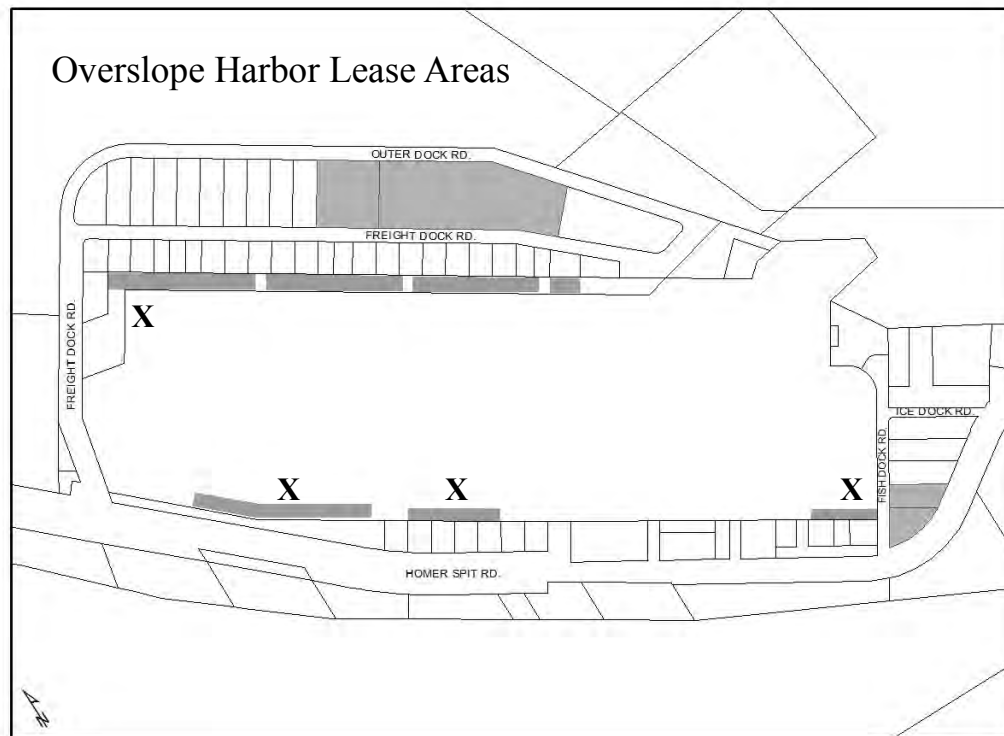 Overslope Harbor Lease Areas
OUTER DOCK RD.
FREIGHT DOCK RD.
X
FREIGHT DOCK RD.
ICE DOCK RD.
FISH DOCK RD.
X
X
X
HOMER SPIT RD.
N